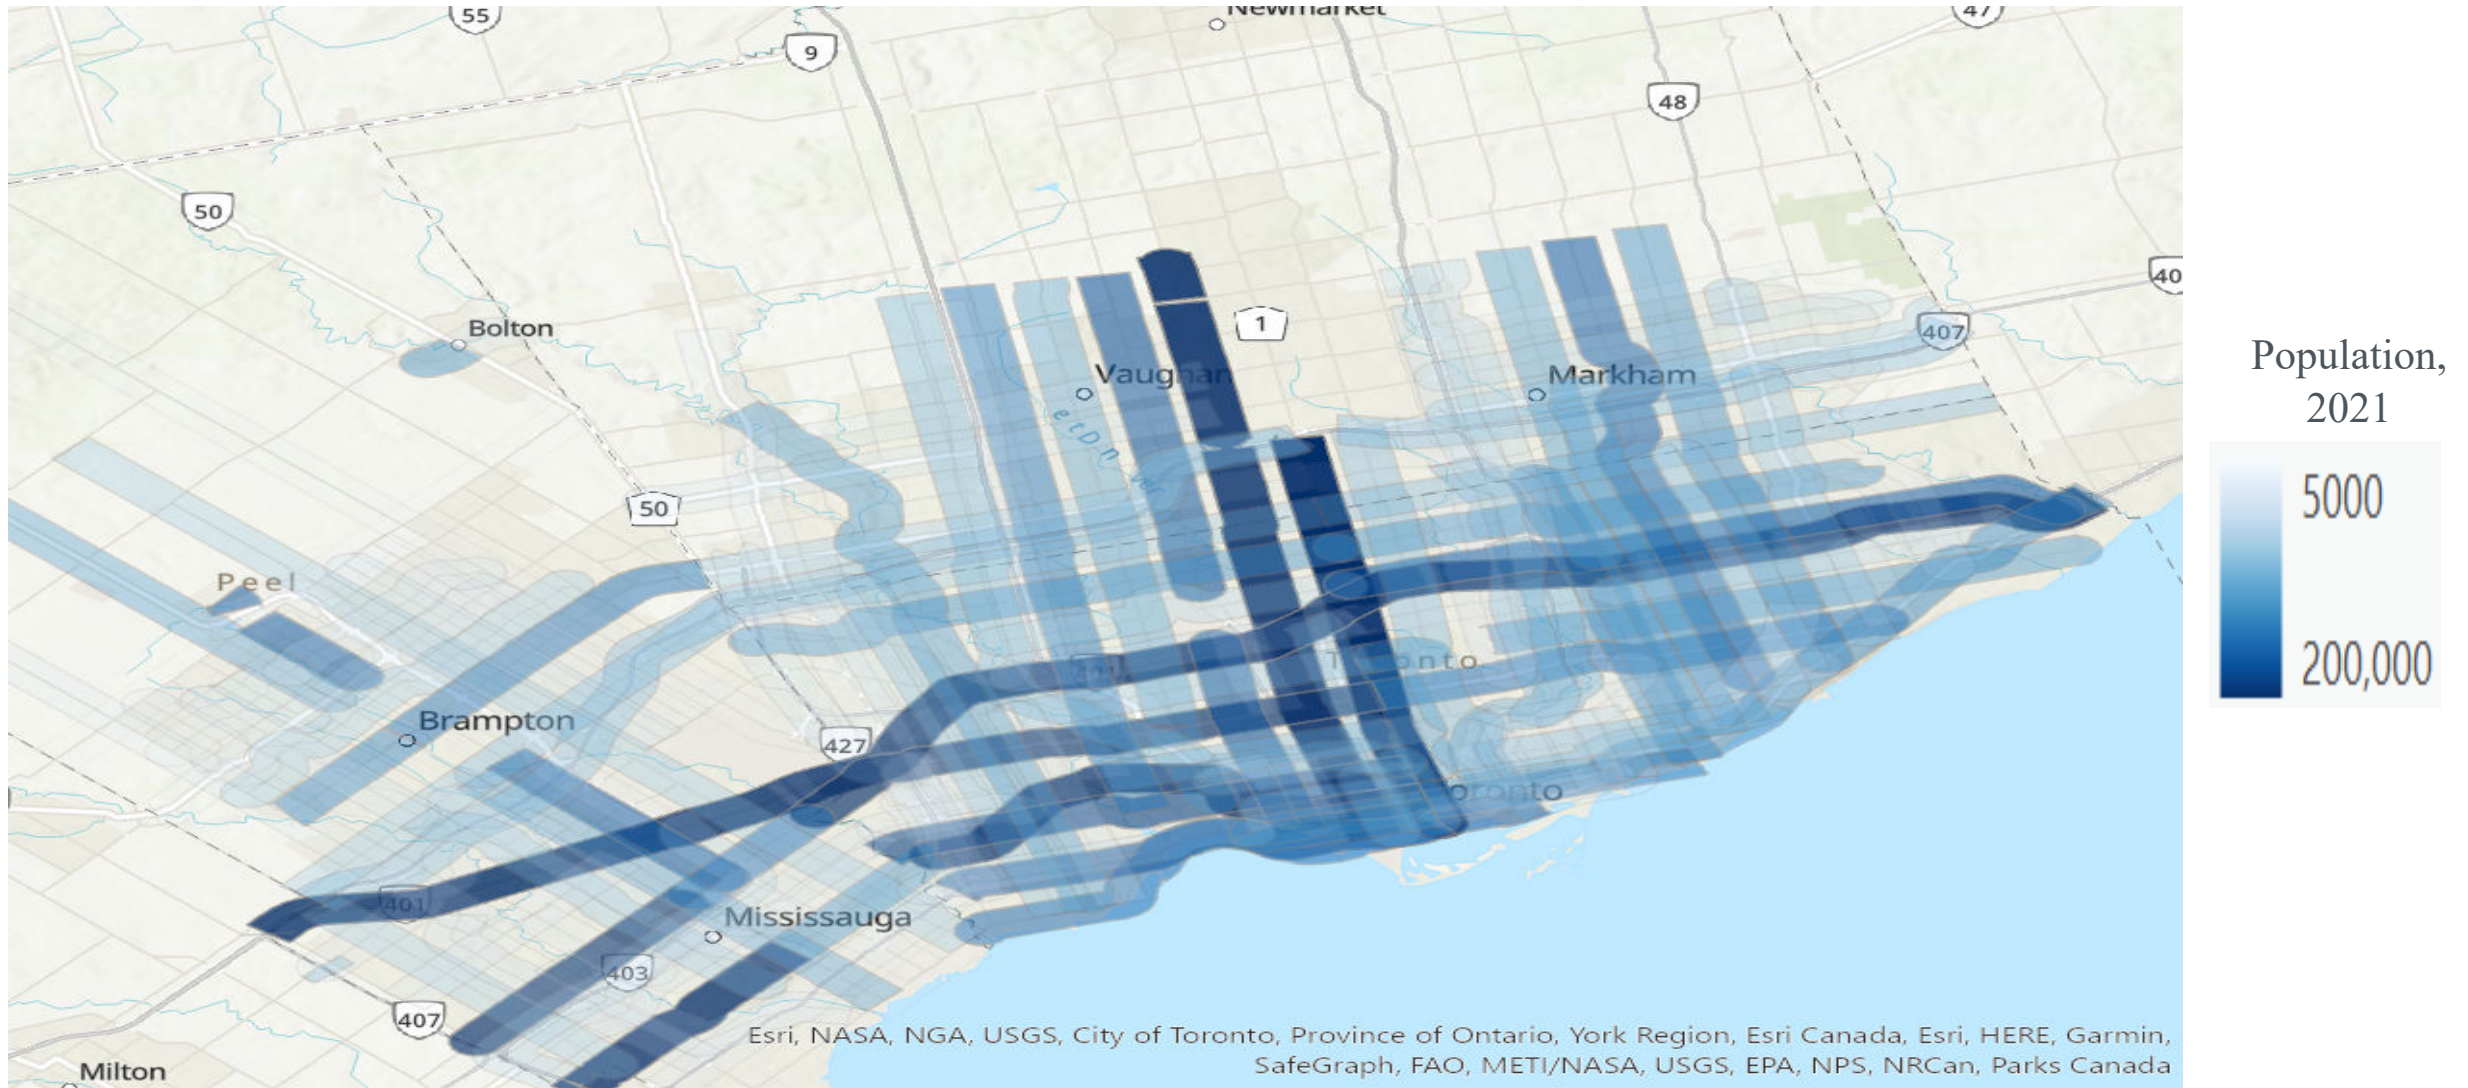 55
Newmarket
47
9
48
50
40
1
407
Bolton
Vaughan
Markham
50
Peel
Brampton
Toronto
427
401
Mississauga
403
407
Milton
Population,
2021
5000
200,000
Esri, NASA, NGA, USGS, City of Toronto, Province of Ontario, York Region, Esri Canada, Esri, HERE, Garmin,
SafeGraph, FAO, METI/NASA, USGS, EPA, NPS, NRCan, Parks Canada